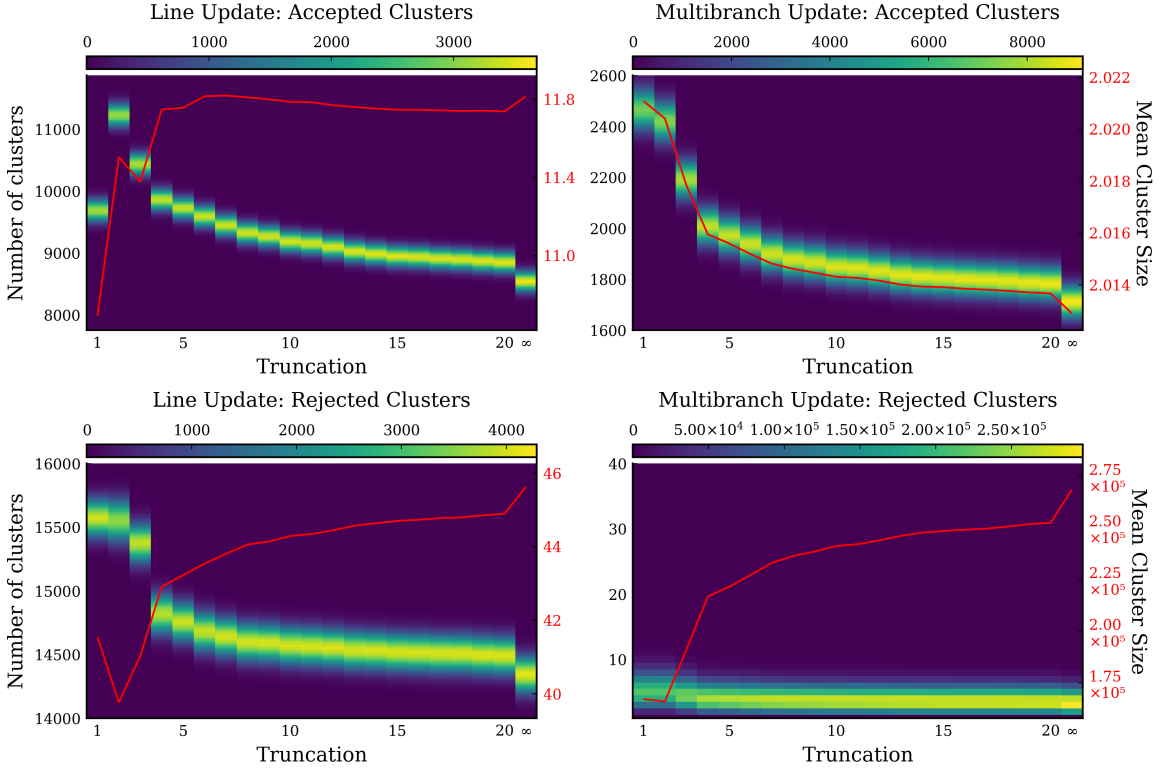 Line Update: Accepted Clusters
0 1000 2000 3000
Number of clusters
11000
10000
9000
8000
11.8
11.4
11.0
1 5 10 15 20 ∞
Truncation
Multibranch Update: Accepted Clusters
0 2000 4000 6000 8000
2600
2400
2200
2000
1800
1600
2.022
2.020
2.018
2.016
2.014
Mean Cluster Size
1 5 10 15 20 ∞
Truncation
Line Update: Rejected Clusters
0 1000 2000 3000 4000
Number of clusters
16000
15500
15000
14500
14000
46
44
42
40
1 5 10 15 20 ∞
Truncation
Multibranch Update: Rejected Clusters
0 5.00×10⁴ 1.00×10⁵ 1.50×10⁵ 2.00×10⁵ 2.50×10⁵
40
30
20
10
2.75
×10⁵
2.50
×10⁵
2.25
×10⁵
2.00
×10⁵
1.75
×10⁵
Mean Cluster Size
1 5 10 15 20 ∞
Truncation